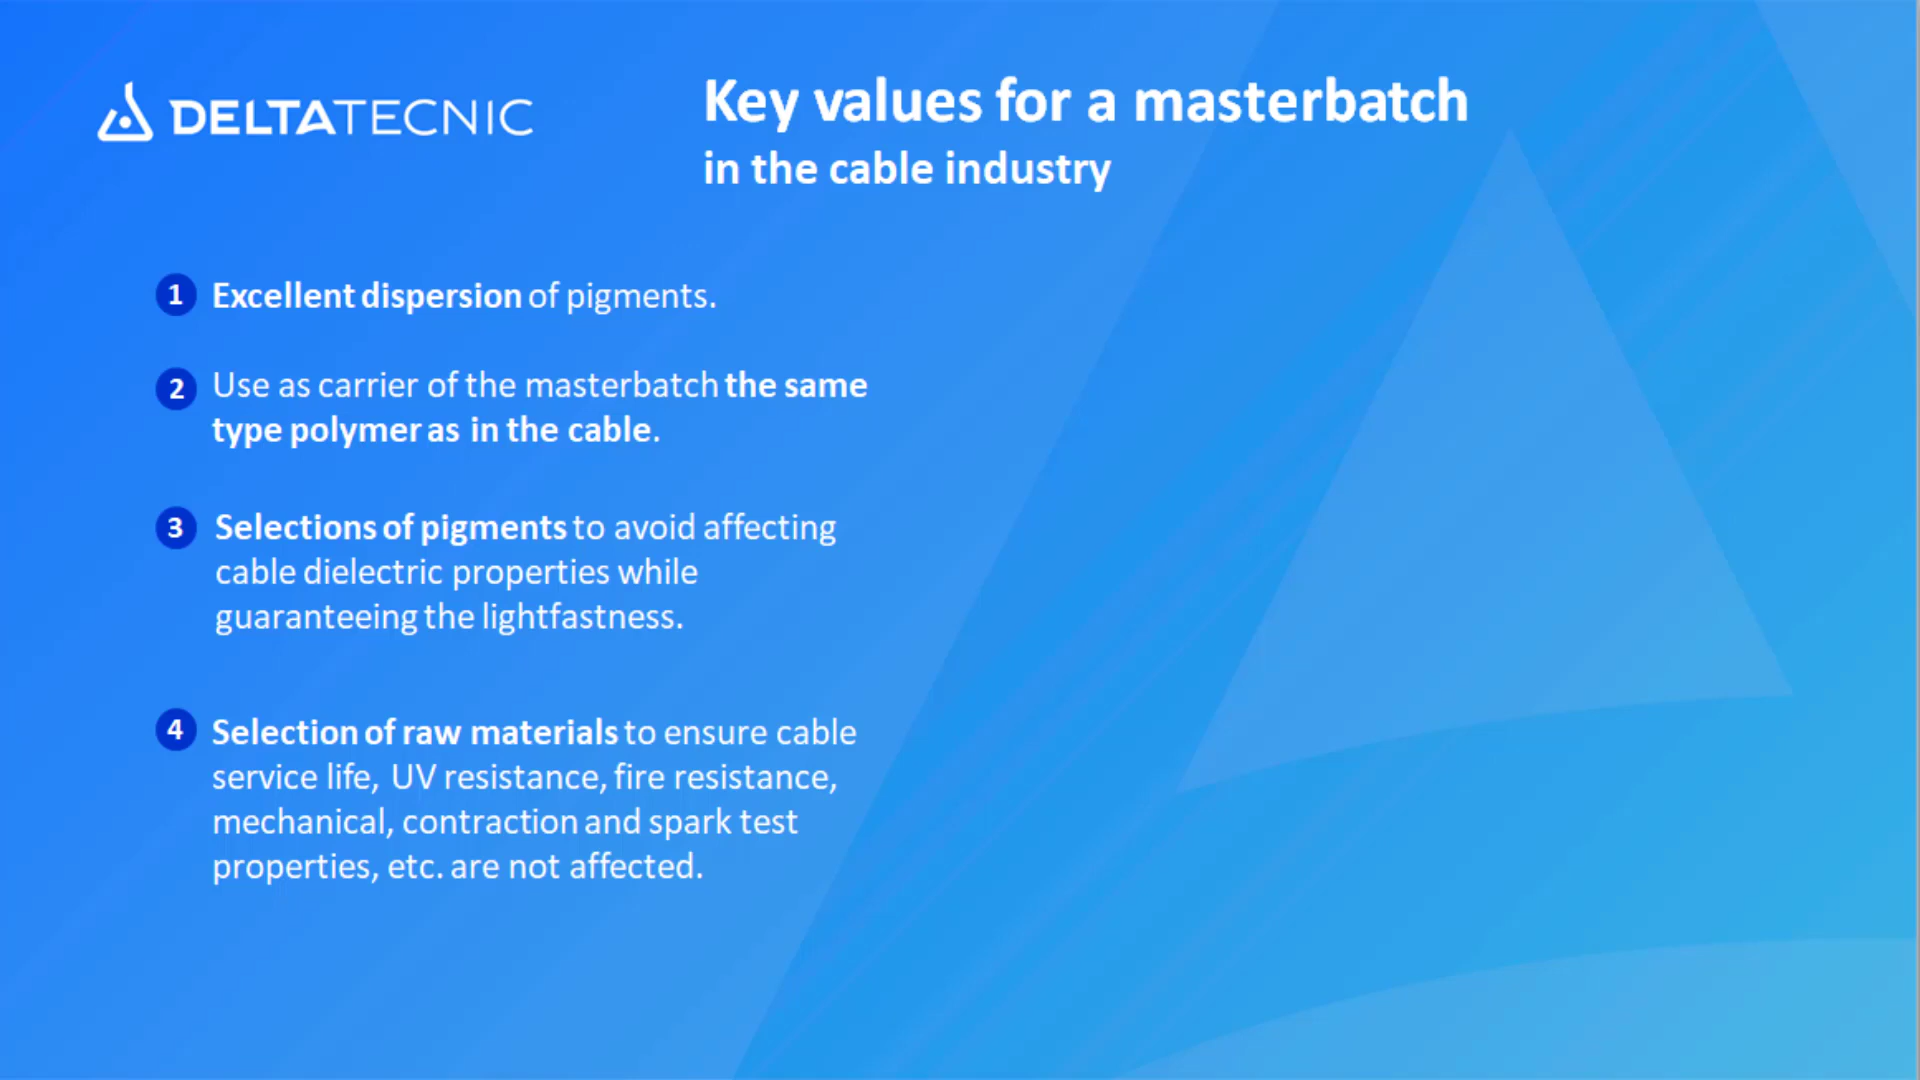 DELTATECNIC
Key values for a masterbatch
in the cable industry
1 Excellent dispersion of pigments.
2 Use as carrier of the masterbatch the same
type polymer as in the cable.
3 Selections of pigments to avoid affecting
cable dielectric properties while
guaranteeing the lightfastness.
4 Selection of raw materials to ensure cable
service life, UV resistance, fire resistance,
mechanical, contraction and spark test
properties, etc. are not affected.